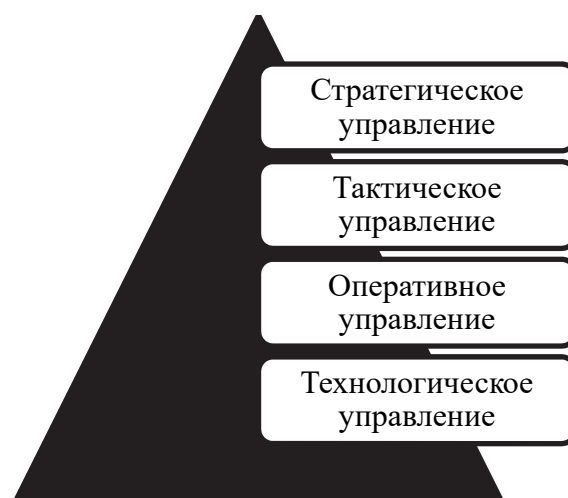 Стратегическое
управление
Тактическое
управление
Оперативное
управление
Технологическое
управление